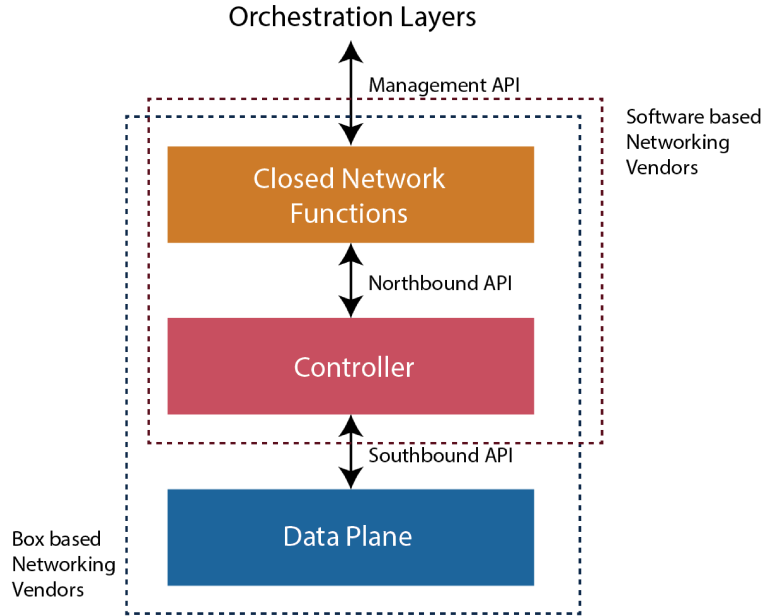 Orchestration Layers
Management API
Software based
Networking
Vendors
Closed Network
Functions
Northbound API
Controller
Southbound API
Data Plane
Box based
Networking
Vendors